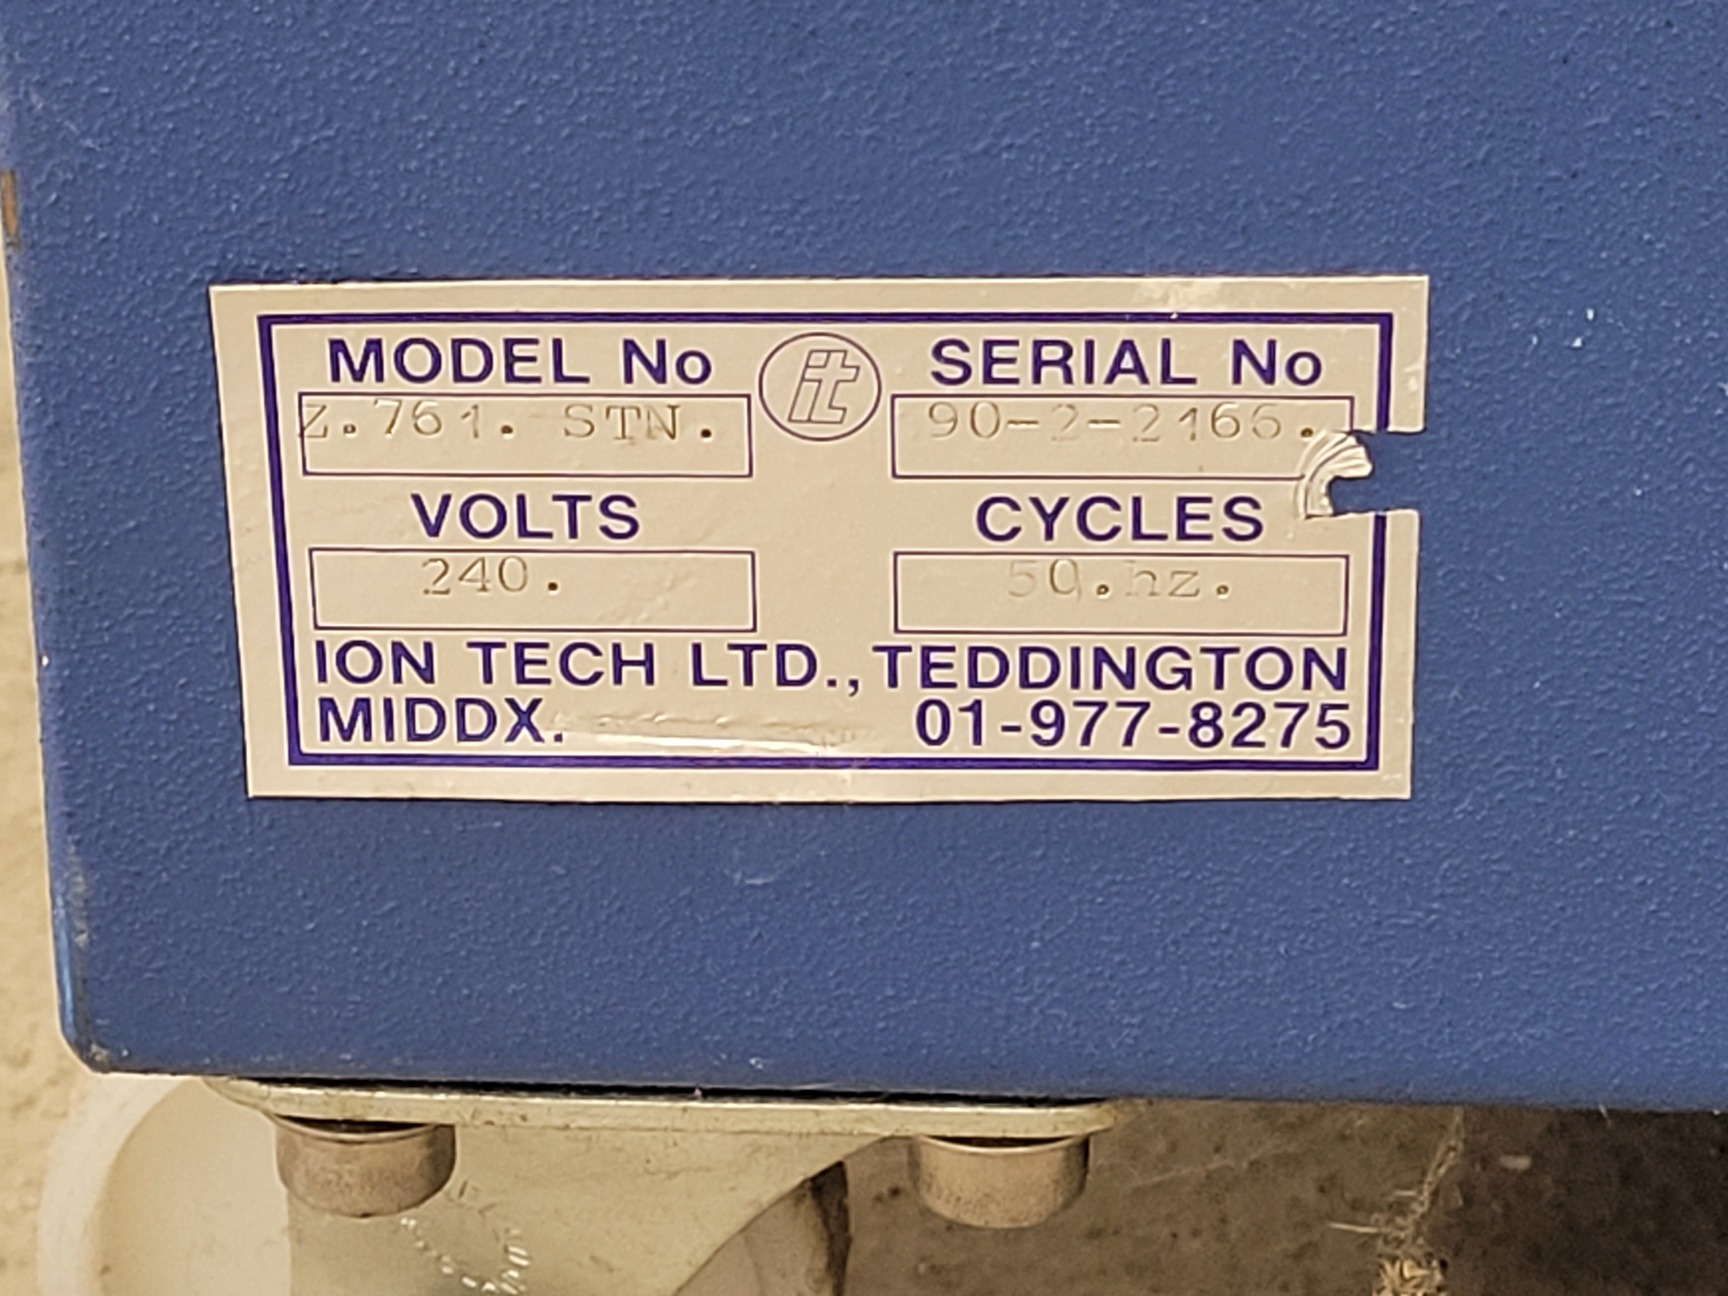 MODEL No it SERIAL No
Z.761. STN. 90-2-2166.
VOLTS CYCLES
240. 50.hz.
ION TECH LTD., TEDDINGTON
MIDDX. 01-977-8275